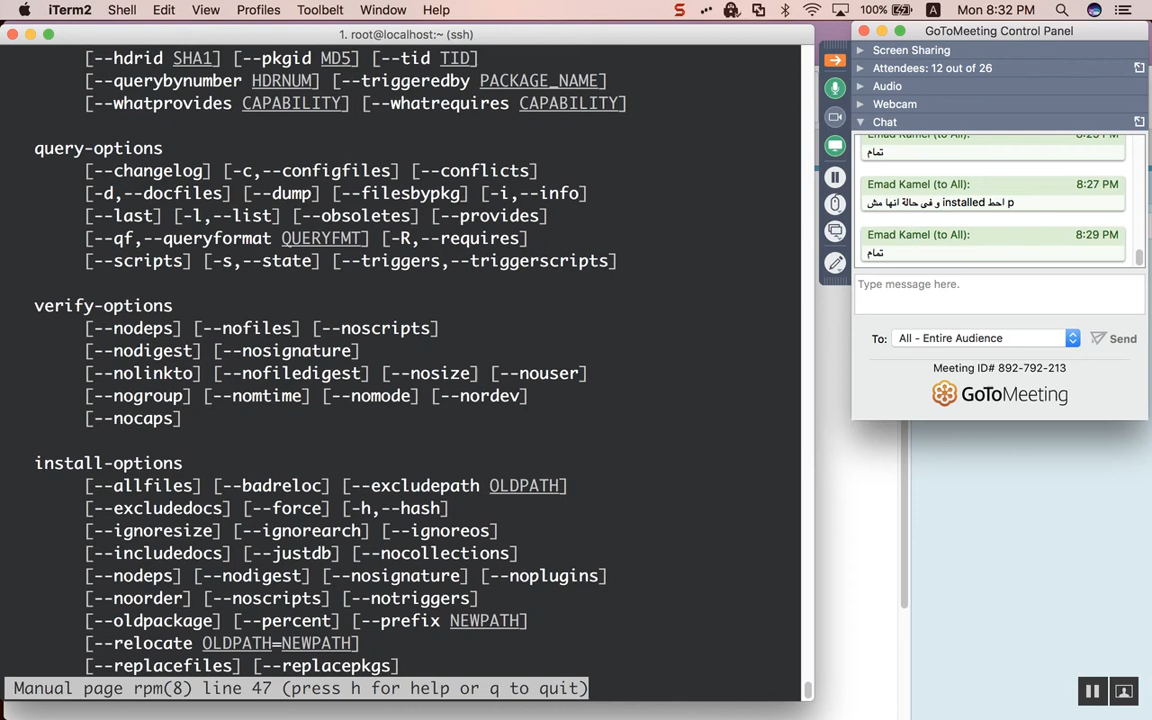 iTerm2 Shell Edit View Profiles Toolbelt Window Help 100% A Mon 8:32 PM
1. root@localhost:~ (ssh)
[--hdrid SHA1] [--pkgid MD5] [--tid TID]
[--querybynumber HDRNUM] [--triggeredby PACKAGE_NAME]
[--whatprovides CAPABILITY] [--whatrequires CAPABILITY]
query-options
[--changelog] [-c,--configfiles] [--conflicts]
[-d,--docfiles] [--dump] [--filesbypkg] [-i,--info]
[--last] [-l,--list] [--obsoletes] [--provides]
[--qf,--queryformat QUERYFMT] [-R,--requires]
[--scripts] [-s,--state] [--triggers,--triggerscripts]
verify-options
[--nodeps] [--nofiles] [--noscripts]
[--nodigest] [--nosignature]
[--nolinkto] [--nofiledigest] [--nosize] [--nouser]
[--nogroup] [--nomtime] [--nomode] [--nordev]
[--nocaps]
install-options
[--allfiles] [--badreloc] [--excludepath OLDPATH]
[--excludedocs] [--force] [-h,--hash]
[--ignoresize] [--ignorearch] [--ignoreos]
[--includedocs] [--justdb] [--nocollections]
[--nodeps] [--nodigest] [--nosignature] [--noplugins]
[--noorder] [--noscripts] [--notriggers]
[--oldpackage] [--percent] [--prefix NEWPATH]
[--relocate OLDPATH=NEWPATH]
[--replacefiles] [--replacepkgs]
Manual page rpm(8) line 47 (press h for help or q to quit)
GoToMeeting Control Panel
Screen Sharing
Attendees: 12 out of 26
Audio
Webcam
Chat
Emad Kamel (to All):
تمام
Emad Kamel (to All): 8:27 PM
و فى حالة انها مش installed احط p
Emad Kamel (to All): 8:29 PM
تمام
Type message here.
To: All - Entire Audience Send
Meeting ID# 892-792-213
GoToMeeting